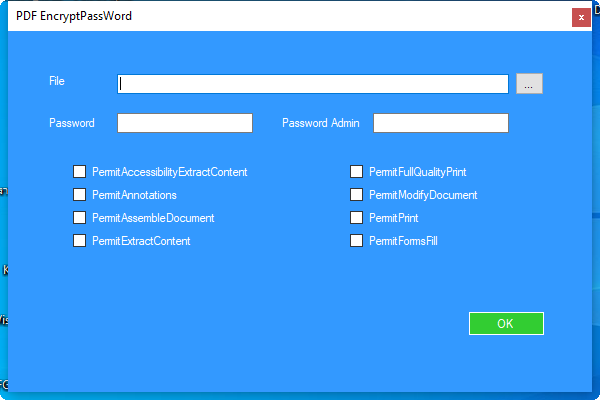 PDF EncryptPassWord
x
File
...
Password
Password Admin
PermitAccessibilityExtractContent
PermitFullQualityPrint
PermitAnnotations
PermitModifyDocument
PermitAssembleDocument
PermitPrint
PermitExtractContent
PermitFormsFill
OK